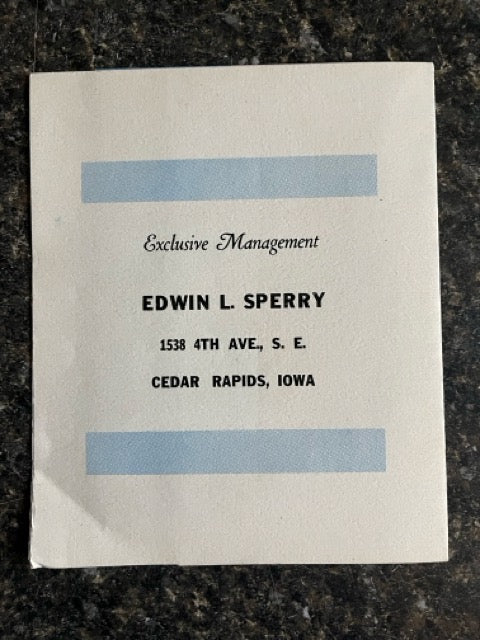 Exclusive Management
EDWIN L. SPERRY
1538 4TH AVE., S. E.
CEDAR RAPIDS, IOWA